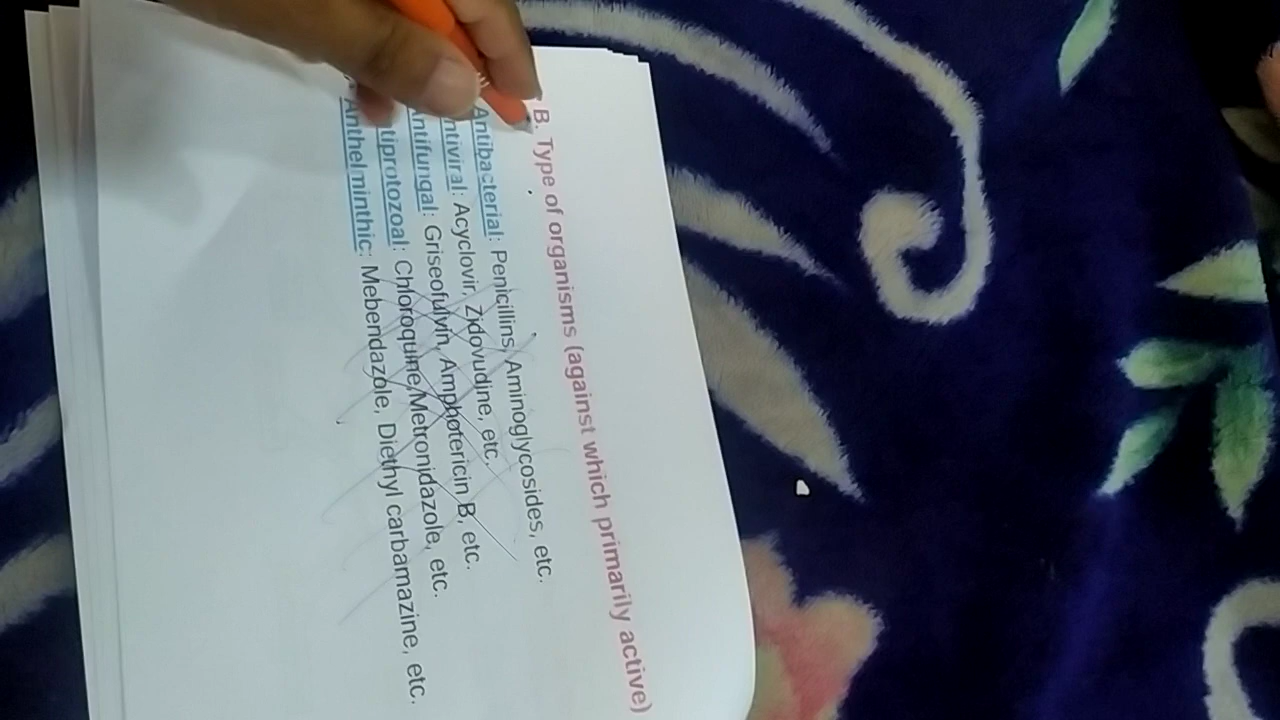 B. Type of organisms (against which primarily active)
Antibacterial: Penicillins, Aminoglycosides, etc.
ntiviral: Acyclovir, Zidovudine, etc.
ntifungal: Griseofulvin, Amphotericin B, etc.
tiprotozoal: Chloroquine,Metronidazole, etc.
Anthelminthic: Mebendazole, Diethyl carbamazine, etc.